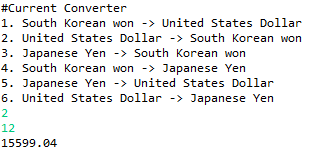 #Current Converter
1. South Korean won -> United States Dollar
2. United States Dollar -> South Korean won
3. Japanese Yen -> South Korean won
4. South Korean won -> Japanese Yen
5. Japanese Yen -> United States Dollar
6. United States Dollar -> Japanese Yen
2
12
15599.04